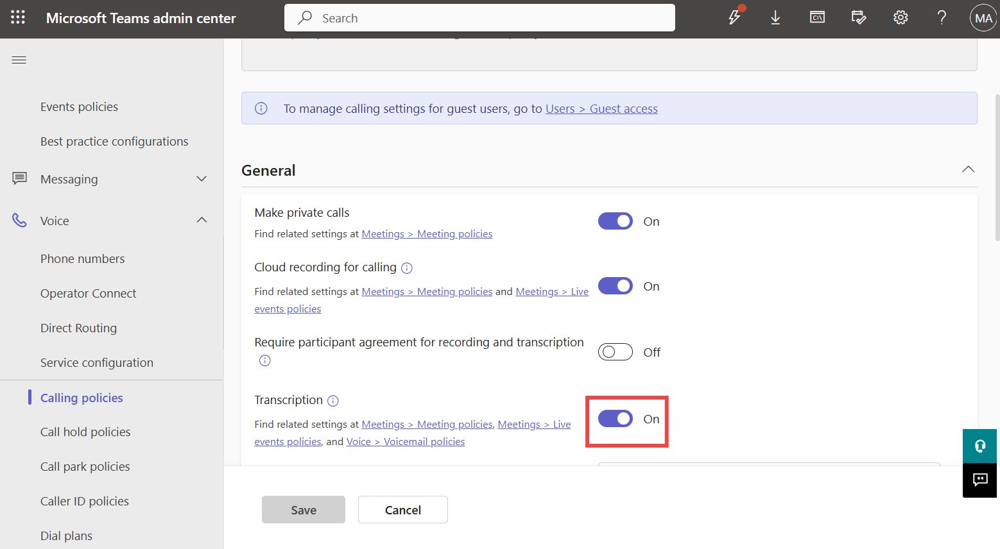 Microsoft Teams admin center
Search
MA
Events policies
Best practice configurations
Messaging
Voice
Phone numbers
Operator Connect
Direct Routing
Service configuration
Calling policies
Call hold policies
Call park policies
Caller ID policies
Dial plans
To manage calling settings for guest users, go to Users > Guest access
General
Make private calls
Find related settings at Meetings > Meeting policies
On
Cloud recording for calling
Find related settings at Meetings > Meeting policies and Meetings > Live
events policies
On
Require participant agreement for recording and transcription
Off
Transcription
Find related settings at Meetings > Meeting policies, Meetings > Live
events policies, and Voice > Voicemail policies
On
Save
Cancel